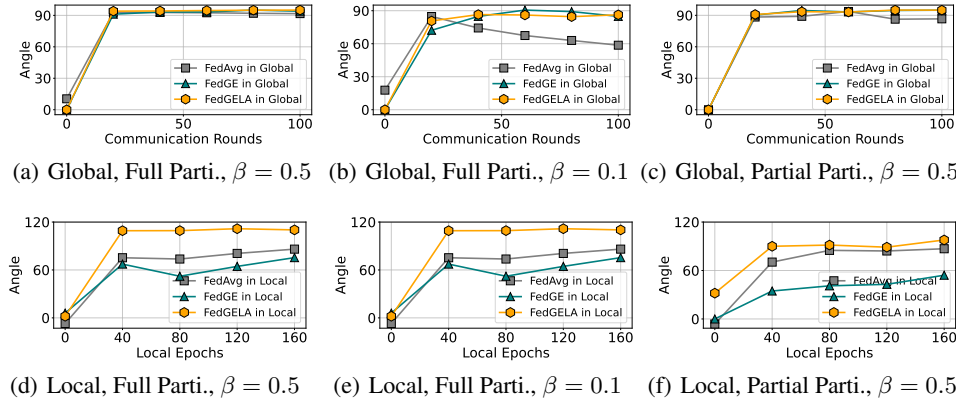 90
60
30
0
Angle
FedAvg in Global
FedGE in Global
FedGELA in Global
0 50 100
Communication Rounds
(a) Global, Full Parti., β = 0.5
90
60
30
0
Angle
FedAvg in Global
FedGE in Global
FedGELA in Global
0 50 100
Communication Rounds
(b) Global, Full Parti., β = 0.1
90
60
30
0
Angle
FedAvg in Global
FedGE in Global
FedGELA in Global
0 50 100
Communication Rounds
(c) Global, Partial Parti., β = 0.5
120
60
0
Angle
FedAvg in Local
FedGE in Local
FedGELA in Local
0 40 80 120 160
Local Epochs
(d) Local, Full Parti., β = 0.5
120
60
0
Angle
FedAvg in Local
FedGE in Local
FedGELA in Local
0 40 80 120 160
Local Epochs
(e) Local, Full Parti., β = 0.1
120
60
0
Angle
FedAvg in Local
FedGE in Local
FedGELA in Local
0 40 80 120 160
Local Epochs
(f) Local, Partial Parti., β = 0.5